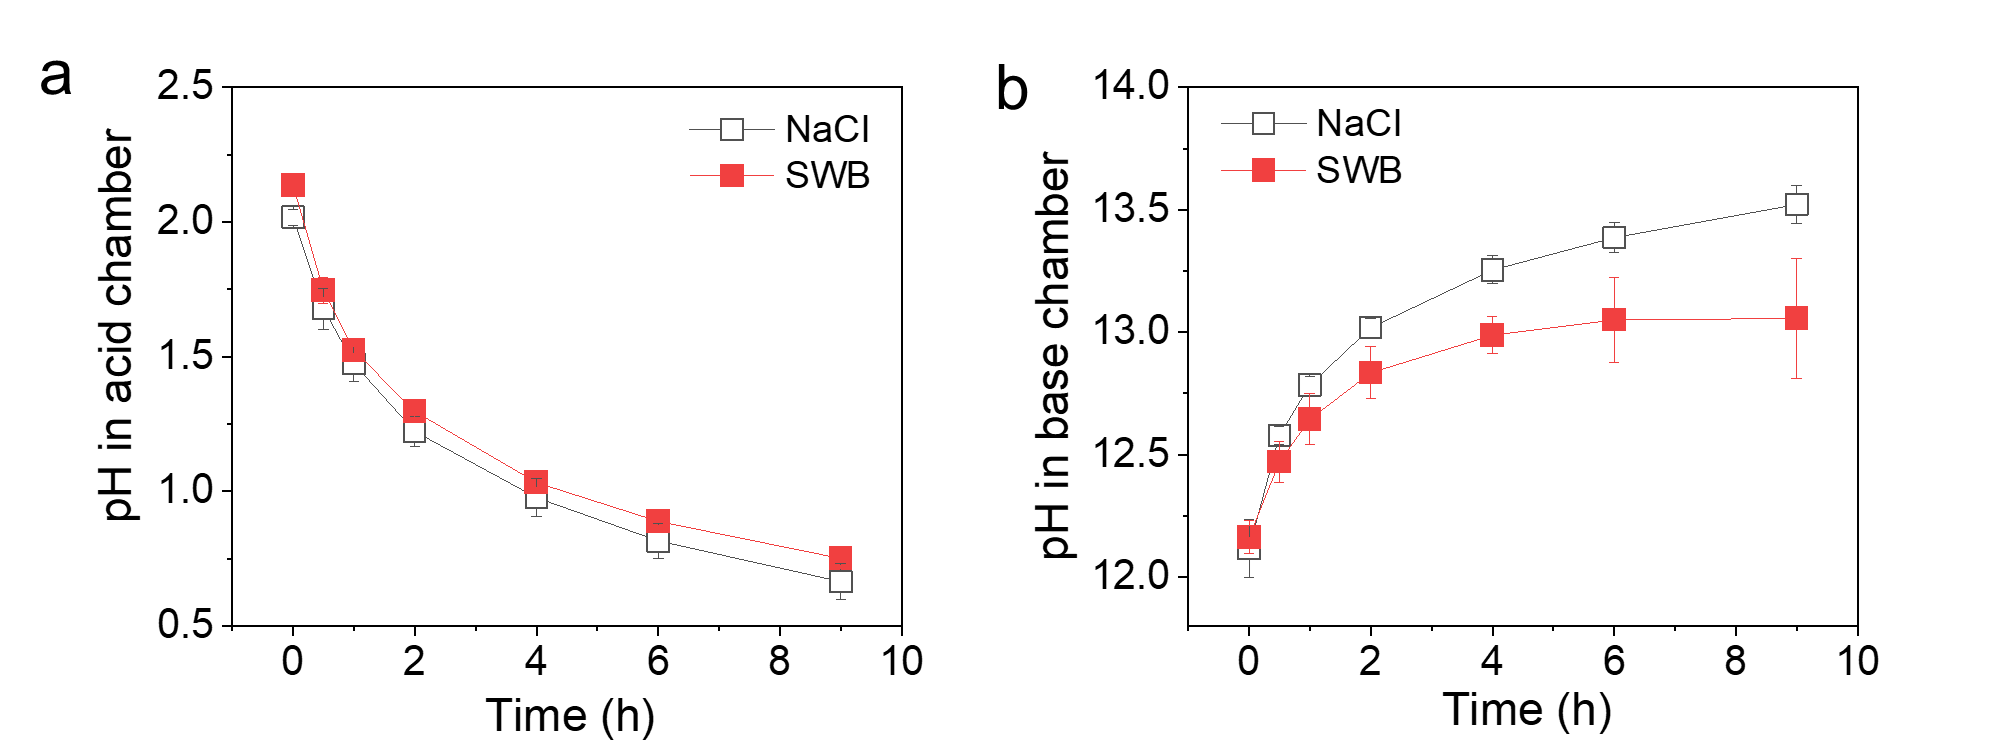 a
2.5
2.0
1.5
1.0
0.5
pH in acid chamber
NaCl
SWB
0 2 4 6 8 10
Time (h)
b
14.0
13.5
13.0
12.5
12.0
pH in base chamber
NaCl
SWB
0 2 4 6 8 10
Time (h)